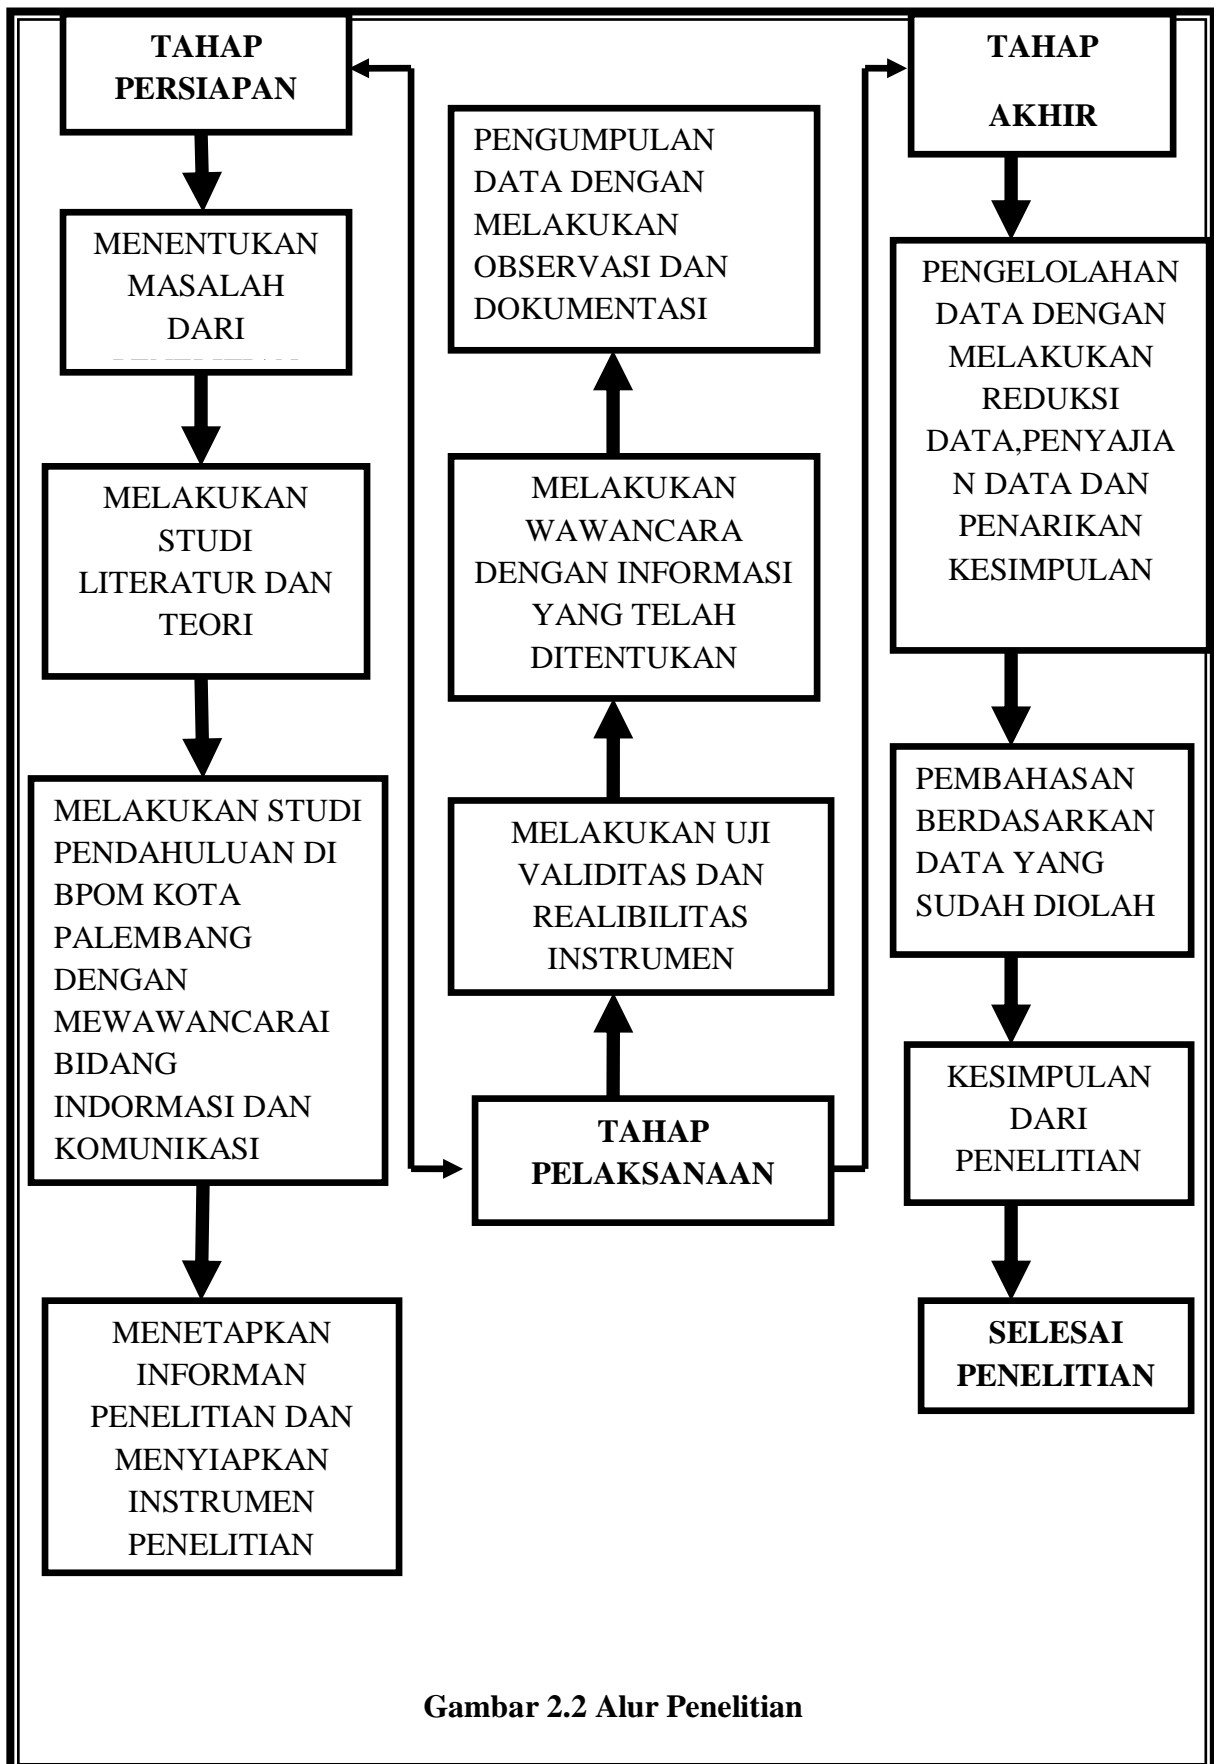 TAHAP
PERSIAPAN
MENENTUKAN
MASALAH
DARI
MELAKUKAN
STUDI
LITERATUR DAN
TEORI
MELAKUKAN STUDI
PENDAHULUAN DI
BPOM KOTA
PALEMBANG
DENGAN
MEWAWANCARAI
BIDANG
INDORMASI DAN
KOMUNIKASI
MENETAPKAN
INFORMAN
PENELITIAN DAN
MENYIAPKAN
INSTRUMEN
PENELITIAN
PENGUMPULAN
DATA DENGAN
MELAKUKAN
OBSERVASI DAN
DOKUMENTASI
MELAKUKAN
WAWANCARA
DENGAN INFORMASI
YANG TELAH
DITENTUKAN
MELAKUKAN UJI
VALIDITAS DAN
REALIBILITAS
INSTRUMEN
TAHAP
PELAKSANAAN
TAHAP
AKHIR
PENGELOLAHAN
DATA DENGAN
MELAKUKAN
REDUKSI
DATA,PENYAJIA
N DATA DAN
PENARIKAN
KESIMPULAN
PEMBAHASAN
BERDASARKAN
DATA YANG
SUDAH DIOLAH
KESIMPULAN
DARI
PENELITIAN
SELESAI
PENELITIAN
Gambar 2.2 Alur Penelitian